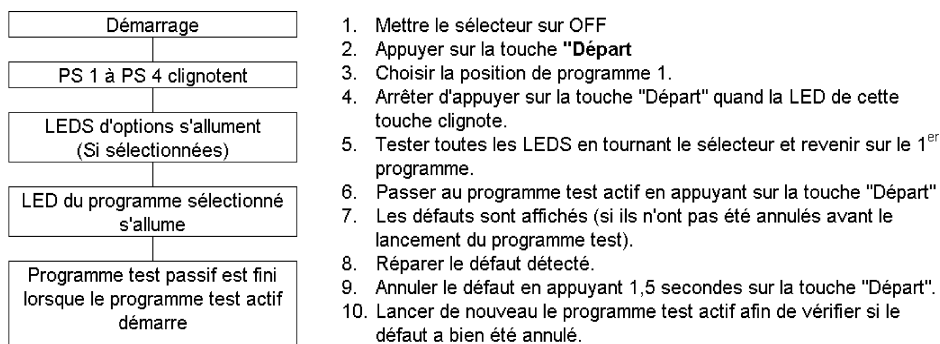 Démarrage
PS 1 à PS 4 clignotent
LEDS d'options s'allument
(Si sélectionnées)
LED du programme sélectionné
s'allume
Programme test passif est fini
lorsque le programme test actif
démarre
1. Mettre le sélecteur sur OFF
2. Appuyer sur la touche "Départ
3. Choisir la position de programme 1.
4. Arrêter d'appuyer sur la touche "Départ" quand la LED de cette
touche clignote.
5. Tester toutes les LEDS en tournant le sélecteur et revenir sur le 1er
programme.
6. Passer au programme test actif en appuyant sur la touche "Départ"
7. Les défauts sont affichés (si ils n'ont pas été annulés avant le
lancement du programme test).
8. Réparer le défaut détecté.
9. Annuler le défaut en appuyant 1,5 secondes sur la touche "Départ".
10. Lancer de nouveau le programme test actif afin de vérifier si le
défaut a bien été annulé.